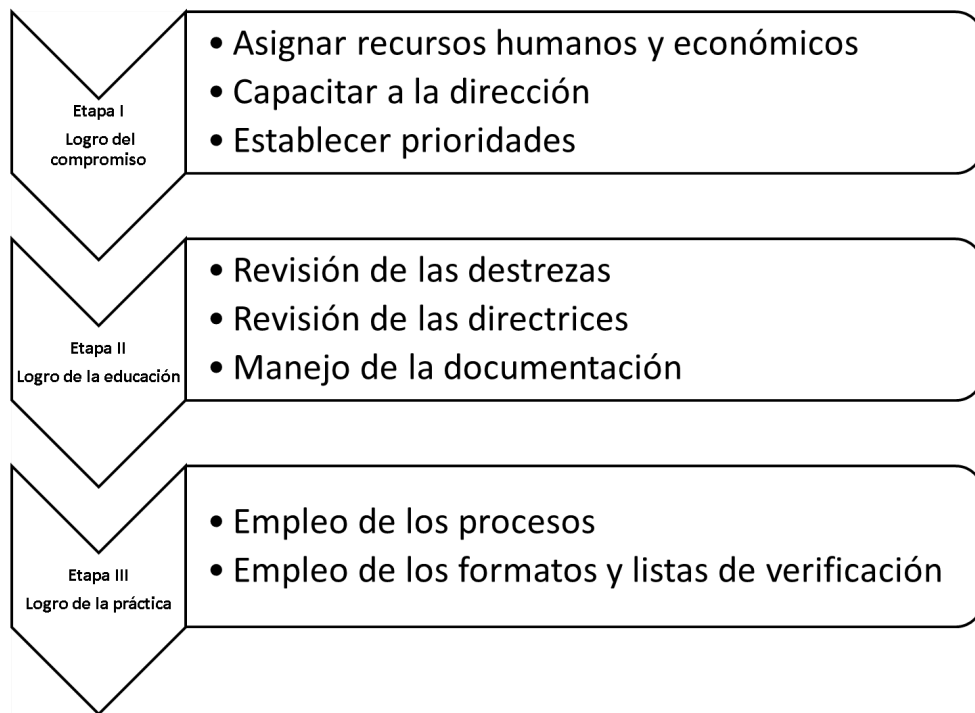 Etapa I
Logro del
compromiso
• Asignar recursos humanos y económicos
• Capacitar a la dirección
• Establecer prioridades
Etapa II
Logro de la educación
• Revisión de las destrezas
• Revisión de las directrices
• Manejo de la documentación
Etapa III
Logro de la práctica
• Empleo de los procesos
• Empleo de los formatos y listas de verificación